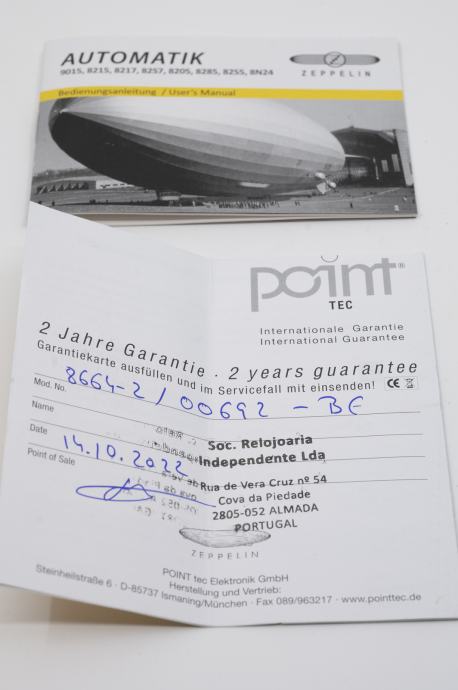 AUTOMATIK
9015, 8215, 8217, 8257, 8205, 8285, 8255, 8N24
ZEPPELIN
Bedienungsanleitung / User's Manual
point®
TEC
Internationale Garantie
International Guarantee
2 Jahre Garantie · 2 years guarantee
Garantiekarte ausfüllen und im Servicefall mit einsenden! CE
Mod. No. 8664-2 / 00692 - BE
Name
Date 14.10.2022
Point of Sale
Soc. Relojoaria
Independente Lda
Rua de Vera Cruz nº 54
Cova da Piedade
2805-052 ALMADA
PORTUGAL
ZEPPELIN
POINT tec Elektronik GmbH
Herstellung und Vertrieb:
Steinheilstraße 6 · D-85737 Ismaning/München · Fax 089/963217 · www.pointtec.de